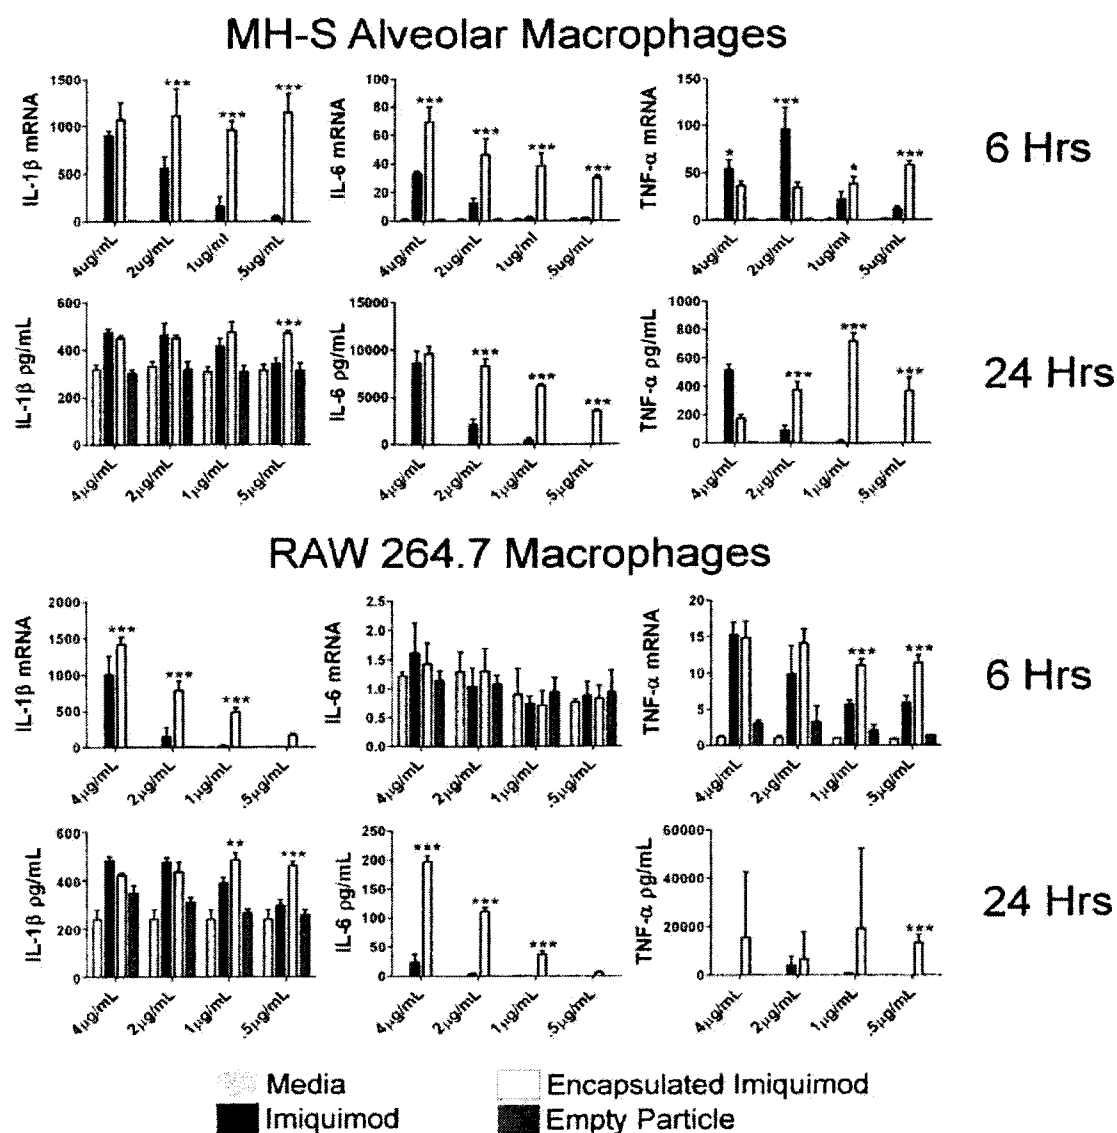 MH-S Alveolar Macrophages
IL-1β mRNA
1500
1000
500
0
***
***
***
4ug/mL
2ug/mL
1ug/ml
.5ug/mL
IL-6 mRNA
100
80
60
40
20
0
***
***
***
***
4ug/mL
2ug/mL
1ug/ml
.5ug/mL
TNF-α mRNA
150
100
50
0
*
***
*
***
4ug/mL
2ug/mL
1ug/ml
.5ug/mL
6 Hrs
IL-1β ρg/mL
600
400
200
0
***
4µg/mL
2µg/mL
1µg/mL
.5µg/mL
IL-6 ρg/mL
15000
10000
5000
0
***
***
***
4µg/mL
2µg/mL
1µg/mL
.5µg/mL
TNF-α ρg/mL
1000
800
600
400
200
0
***
***
***
4µg/mL
2µg/mL
1µg/mL
.5µg/mL
24 Hrs
RAW 264.7 Macrophages
IL-1β mRNA
2000
1500
1000
500
0
***
***
***
4µg/mL
2µg/mL
1µg/mL
.5µg/mL
IL-6 mRNA
2.5
2.0
1.5
1.0
0.5
0.0
4µg/mL
2µg/mL
1µg/mL
.5µg/mL
TNF-α mRNA
20
15
10
5
0
***
***
4µg/mL
2µg/mL
1µg/mL
.5µg/mL
6 Hrs
IL-1β ρg/mL
600
400
200
0
**
***
4µg/mL
2µg/mL
1µg/mL
.5µg/mL
IL-6 ρg/mL
250
200
150
100
50
0
***
***
***
4µg/mL
2µg/mL
1µg/mL
.5µg/mL
TNF-α ρg/mL
60000
40000
20000
0
***
4µg/mL
2µg/mL
1µg/mL
.5µg/mL
24 Hrs
Media
Encapsulated Imiquimod
Imiquimod
Empty Particle